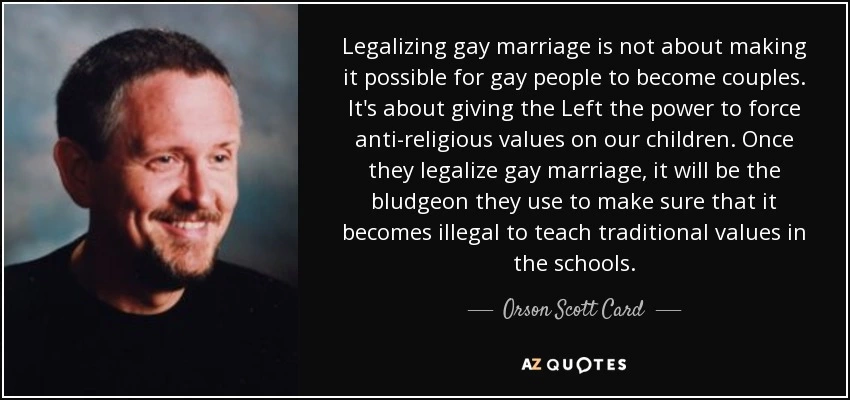 Legalizing gay marriage is not about making
it possible for gay people to become couples.
It's about giving the Left the power to force
anti-religious values on our children. Once
they legalize gay marriage, it will be the
bludgeon they use to make sure that it
becomes illegal to teach traditional values in
the schools.
Orson Scott Card
AZ QUOTES